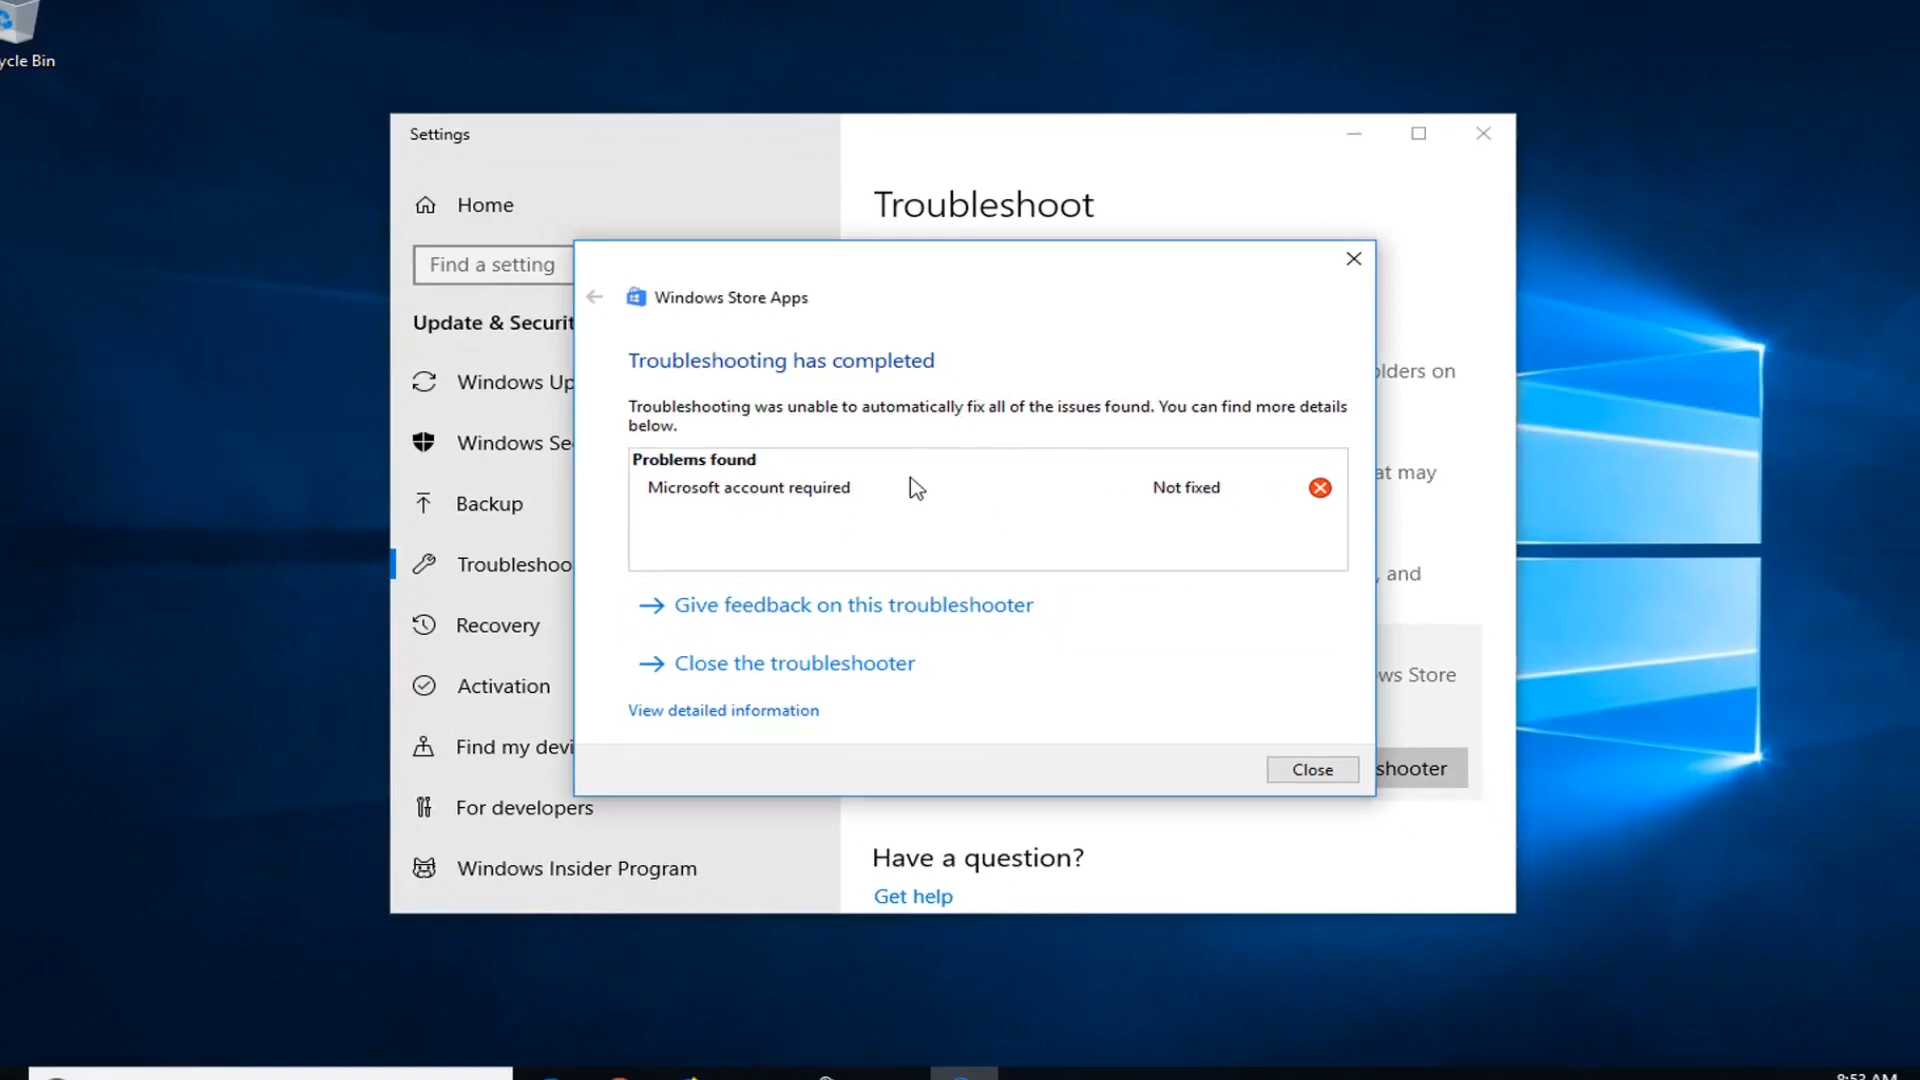 ycle Bin
Settings
Home
Find a setting
Update & Securit
Windows Up
Windows Se
Backup
Troubleshoo
Recovery
Activation
Find my devi
For developers
Windows Insider Program
Troubleshoot
olders on
at may
, and
ws Store
shooter
Have a question?
Get help
Windows Store Apps
Troubleshooting has completed
Troubleshooting was unable to automatically fix all of the issues found. You can find more details
below.
Problems found
Microsoft account required Not fixed
Give feedback on this troubleshooter
Close the troubleshooter
View detailed information
Close
8:53 AM